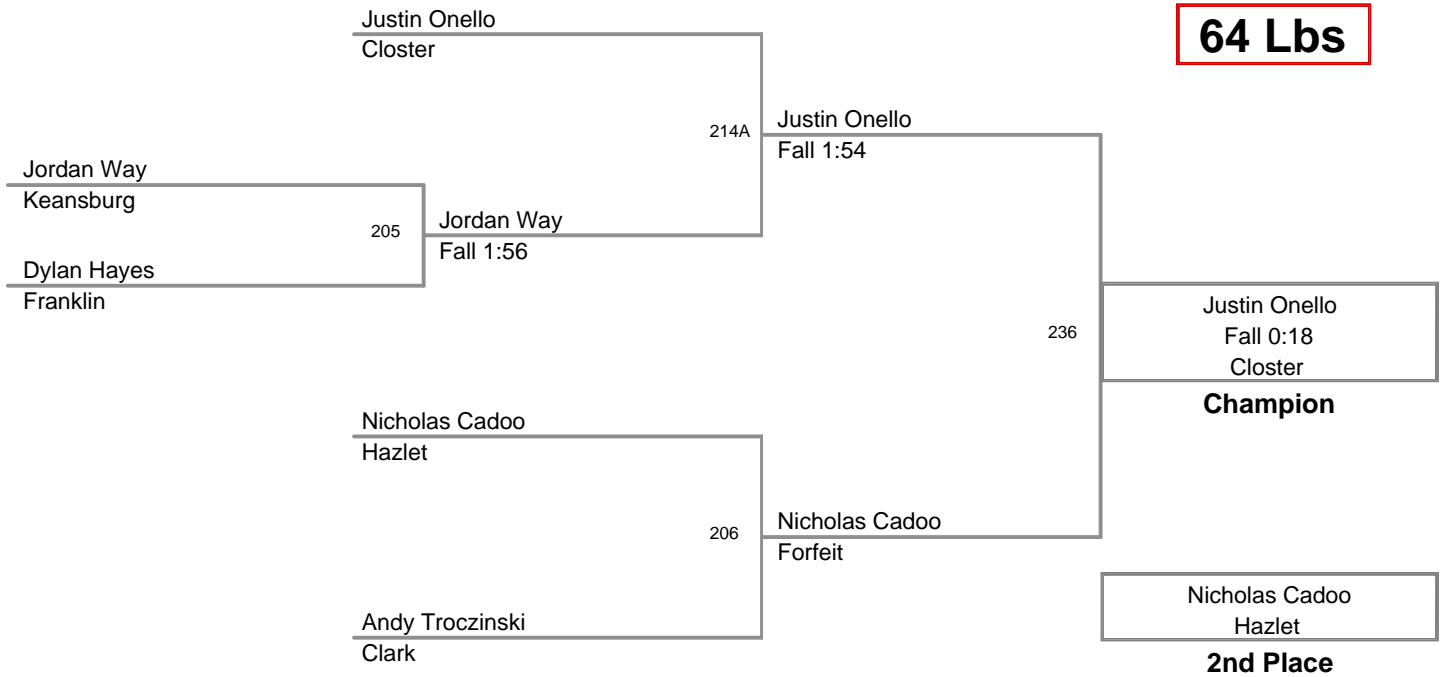 Justin Onello
Closter
64 Lbs
214A
Justin Onello
Fall 1:54
Jordan Way
Keansburg
205
Jordan Way
Fall 1:56
Dylan Hayes
Franklin
236
Justin Onello
Fall 0:18
Closter
Champion
Nicholas Cadoo
Hazlet
206
Nicholas Cadoo
Forfeit
Andy Troczinski
Clark
Nicholas Cadoo
Hazlet
2nd Place